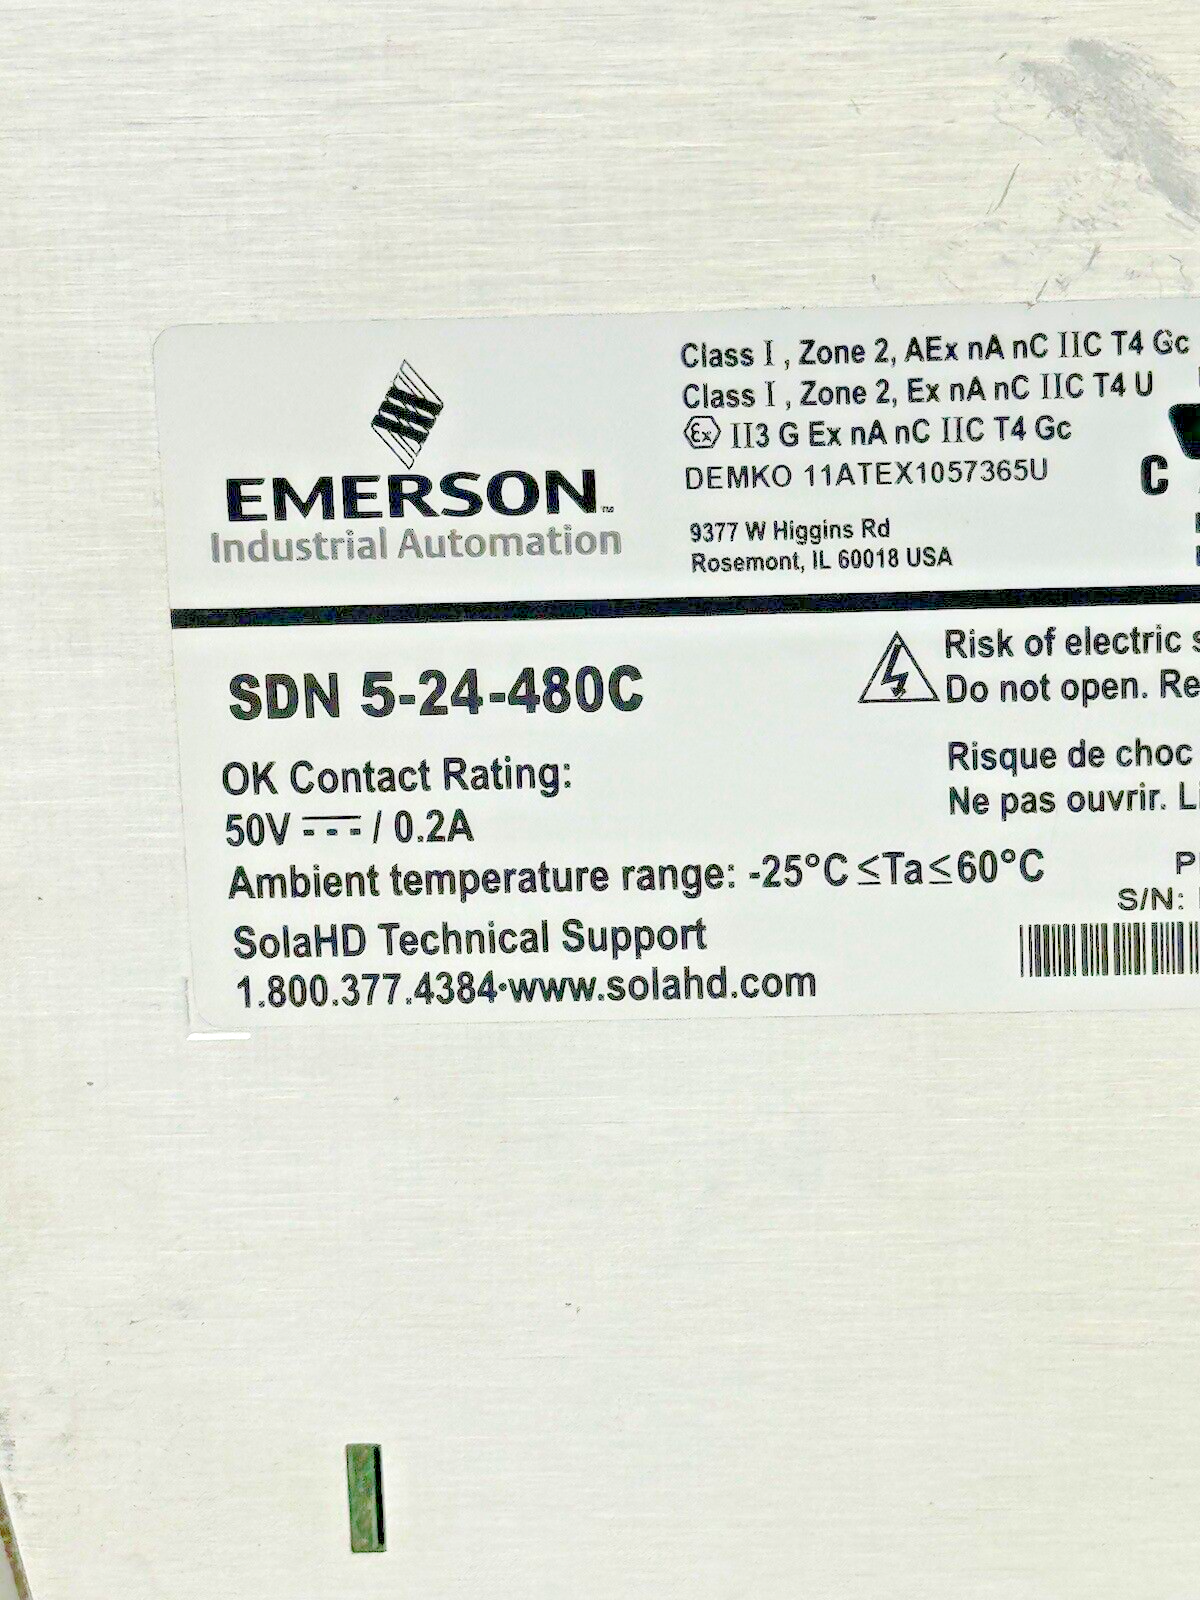 EMERSON™
Industrial Automation
Class I , Zone 2, AEx nA nC IIC T4 Gc
Class I , Zone 2, Ex nA nC IIC T4 U
Ex II3 G Ex nA nC IIC T4 Gc
DEMKO 11ATEX1057365U
9377 W Higgins Rd
Rosemont, IL 60018 USA
C
SDN 5-24-480C
Risk of electric
Do not open.
OK Contact Rating:
50V ⎓ / 0.2A
Risque de choc
Ne pas ouvrir.
Ambient temperature range: -25°C ≤Ta≤60°C
S/N:
SolaHD Technical Support
1.800.377.4384·www.solahd.com